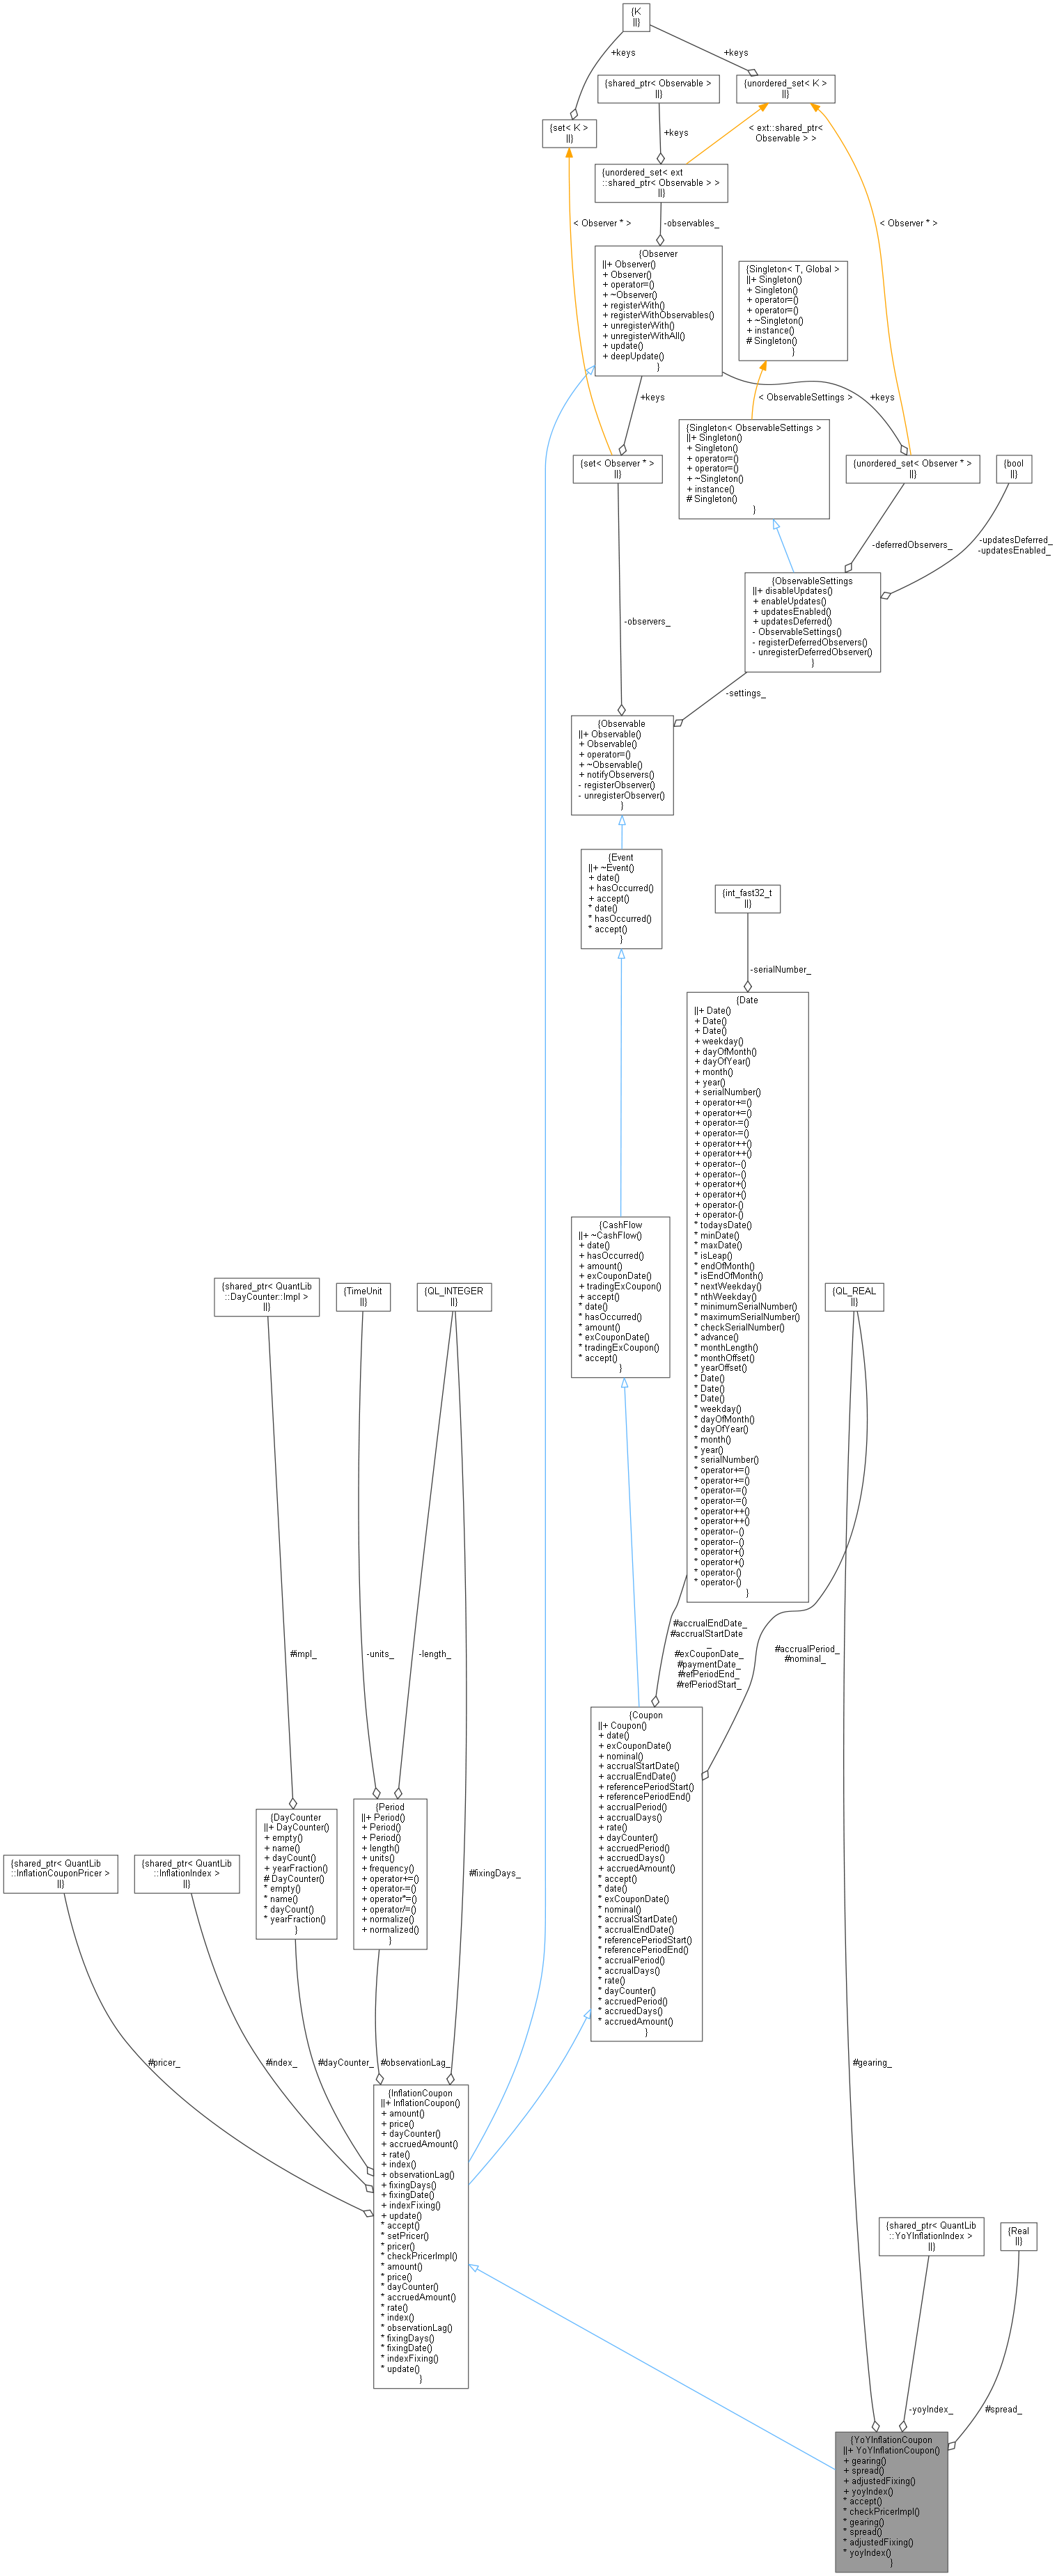 {K
||}
+keys
+keys
{shared_ptr< Observable >
||}
{unordered_set< K >
||}
{set< K >
||}
+keys
< ext::shared_ptr<
Observable > >
{unordered_set< ext
::shared_ptr< Observable > >
||}
< Observer * >
-observables_
< Observer * >
{Observer
||+ Observer()
+ Observer()
+ operator=()
+ ~Observer()
+ registerWith()
+ registerWithObservables()
+ unregisterWith()
+ unregisterWithAll()
+ update()
+ deepUpdate()
}
{Singleton< T, Global >
||+ Singleton()
+ Singleton()
+ operator=()
+ operator=()
+ ~Singleton()
+ instance()
# Singleton()
}
+keys
< ObservableSettings >
+keys
{set< Observer * >
||}
{Singleton< ObservableSettings >
||+ Singleton()
+ Singleton()
+ operator=()
+ operator=()
+ ~Singleton()
+ instance()
# Singleton()
}
{unordered_set< Observer * >
||}
{bool
||}
-deferredObservers_
-updatesDeferred_
-updatesEnabled_
{ObservableSettings
||+ disableUpdates()
+ enableUpdates()
+ updatesEnabled()
+ updatesDeferred()
- ObservableSettings()
- registerDeferredObservers()
- unregisterDeferredObserver()
}
-observers_
-settings_
{Observable
||+ Observable()
+ Observable()
+ operator=()
+ ~Observable()
+ notifyObservers()
- registerObserver()
- unregisterObserver()
}
{Event
||+ ~Event()
+ date()
+ hasOccurred()
+ accept()
* date()
* hasOccurred()
* accept()
}
{int_fast32_t
||}
-serialNumber_
{Date
||+ Date()
+ Date()
+ Date()
+ weekday()
+ dayOfMonth()
+ dayOfYear()
+ month()
+ year()
+ serialNumber()
+ operator+=()
+ operator+=()
+ operator-=()
+ operator-=()
+ operator++()
+ operator++()
+ operator--()
+ operator--()
+ operator+()
+ operator+()
+ operator-()
+ operator-()
* todaysDate()
* minDate()
* maxDate()
* isLeap()
* endOfMonth()
* isEndOfMonth()
* nextWeekday()
* nthWeekday()
* minimumSerialNumber()
* maximumSerialNumber()
* checkSerialNumber()
* advance()
* monthLength()
* monthOffset()
* yearOffset()
* Date()
* Date()
* Date()
* weekday()
* dayOfMonth()
* dayOfYear()
* month()
* year()
* serialNumber()
* operator+=()
* operator+=()
* operator-=()
* operator-=()
* operator++()
* operator++()
* operator--()
* operator--()
* operator+()
* operator+()
* operator-()
* operator-()
}
{CashFlow
||+ ~CashFlow()
+ date()
+ hasOccurred()
+ amount()
+ exCouponDate()
+ tradingExCoupon()
+ accept()
* date()
* hasOccurred()
* amount()
* exCouponDate()
* tradingExCoupon()
* accept()
}
{shared_ptr< QuantLib
::DayCounter::Impl >
||}
{TimeUnit
||}
{QL_INTEGER
||}
{QL_REAL
||}
#impl_
-units_
-length_
#accrualEndDate_
#accrualStartDate
_
#exCouponDate_
#paymentDate_
#refPeriodEnd_
#refPeriodStart_
#accrualPeriod_
#nominal_
{Coupon
||+ Coupon()
+ date()
+ exCouponDate()
+ nominal()
+ accrualStartDate()
+ accrualEndDate()
+ referencePeriodStart()
+ referencePeriodEnd()
+ accrualPeriod()
+ accrualDays()
+ rate()
+ dayCounter()
+ accruedPeriod()
+ accruedDays()
+ accruedAmount()
* accept()
* date()
* exCouponDate()
* nominal()
* accrualStartDate()
* accrualEndDate()
* referencePeriodStart()
* referencePeriodEnd()
* accrualPeriod()
* accrualDays()
* rate()
* dayCounter()
* accruedPeriod()
* accruedDays()
* accruedAmount()
}
{DayCounter
||+ DayCounter()
+ empty()
+ name()
+ dayCount()
+ yearFraction()
# DayCounter()
* empty()
* name()
* dayCount()
* yearFraction()
}
{Period
||+ Period()
+ Period()
+ Period()
+ length()
+ units()
+ frequency()
+ operator+=()
+ operator-=()
+ operator*=()
+ operator/=()
+ normalize()
+ normalized()
}
{shared_ptr< QuantLib
::InflationCouponPricer >
||}
{shared_ptr< QuantLib
::InflationIndex >
||}
#fixingDays_
#pricer_
#index_
#dayCounter_
#observationLag_
#gearing_
{InflationCoupon
||+ InflationCoupon()
+ amount()
+ price()
+ dayCounter()
+ accruedAmount()
+ rate()
+ index()
+ observationLag()
+ fixingDays()
+ fixingDate()
+ indexFixing()
+ update()
* accept()
* setPricer()
* pricer()
* checkPricerImpl()
* amount()
* price()
* dayCounter()
* accruedAmount()
* rate()
* index()
* observationLag()
* fixingDays()
* fixingDate()
* indexFixing()
* update()
}
{shared_ptr< QuantLib
::YoYInflationIndex >
||}
{Real
||}
-yoyIndex_
#spread_
{YoYInflationCoupon
||+ YoYInflationCoupon()
+ gearing()
+ spread()
+ adjustedFixing()
+ yoyIndex()
* accept()
* checkPricerImpl()
* gearing()
* spread()
* adjustedFixing()
* yoyIndex()
}